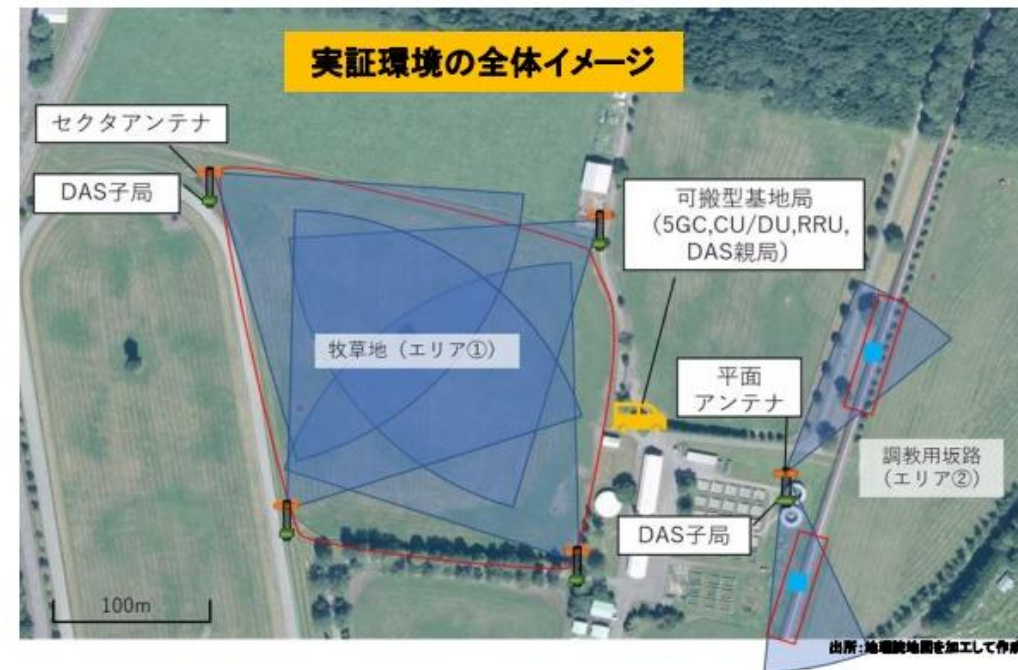 実証環境の全体イメージ
セクタアンテナ
DAS子局
可搬型基地局
（5GC,CU/DU,RRU,
DAS親局）
牧草地（エリア①）
平面
アンテナ
調教用坂路
（エリア②）
DAS子局
100m
出所：地理院地図を加工して作成